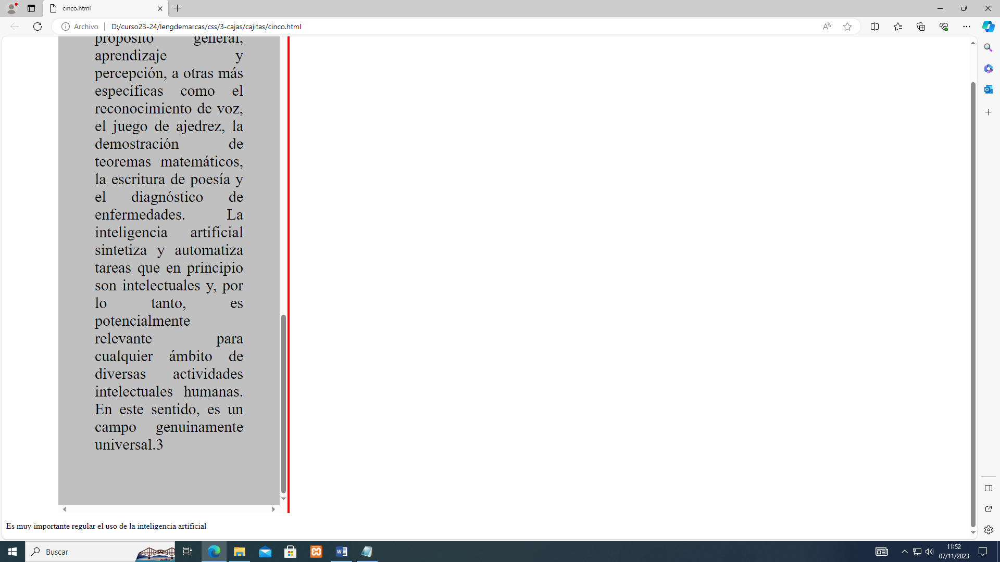 cinco.html
Archivo
D:/curso23-24/lengdemarcas/css/3-cajas/cajitas/cinco.html
propósito general,
aprendizaje y
percepción, a otras más
específicas como el
reconocimiento de voz,
el juego de ajedrez, la
demostración de
teoremas matemáticos,
la escritura de poesía y
el diagnóstico de
enfermedades. La
inteligencia artificial
sintetiza y automatiza
tareas que en principio
son intelectuales y, por
lo tanto, es
potencialmente
relevante para
cualquier ámbito de
diversas actividades
intelectuales humanas.
En este sentido, es un
campo genuinamente
universal.3
Es muy importante regular el uso de la inteligencia artificial
Buscar
11:52
07/11/2023